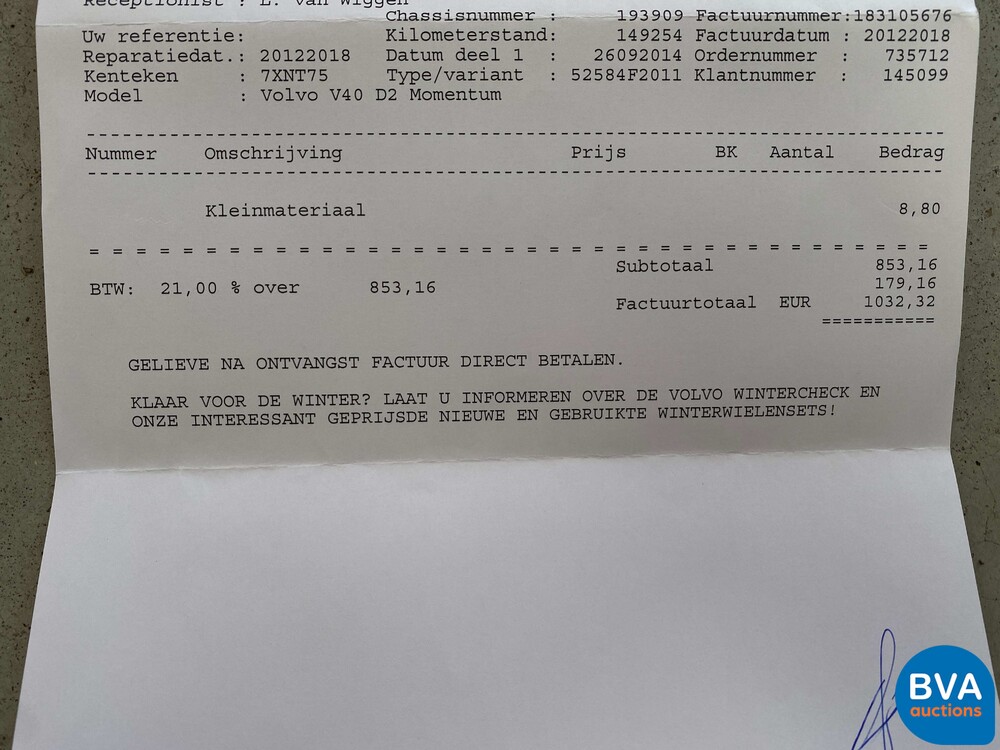 Receptionist : L. van Wiggen
Chassisnummer : 193909 Factuurnummer:183105676
Uw referentie: Kilometerstand: 149254 Factuurdatum : 20122018
Reparatiedat.: 20122018 Datum deel 1 : 26092014 Ordernummer : 735712
Kenteken : 7XNT75 Type/variant : 52584F2011 Klantnummer : 145099
Model : Volvo V40 D2 Momentum
Nummer Omschrijving Prijs BK Aantal Bedrag
Kleinmateriaal 8,80
Subtotaal 853,16
BTW: 21,00 % over 853,16 179,16
Factuurtotaal EUR 1032,32
GELIEVE NA ONTVANGST FACTUUR DIRECT BETALEN.
KLAAR VOOR DE WINTER? LAAT U INFORMEREN OVER DE VOLVO WINTERCHECK EN
ONZE INTERESSANT GEPRIJSDE NIEUWE EN GEBRUIKTE WINTERWIELENSETS!
BVA
auctions